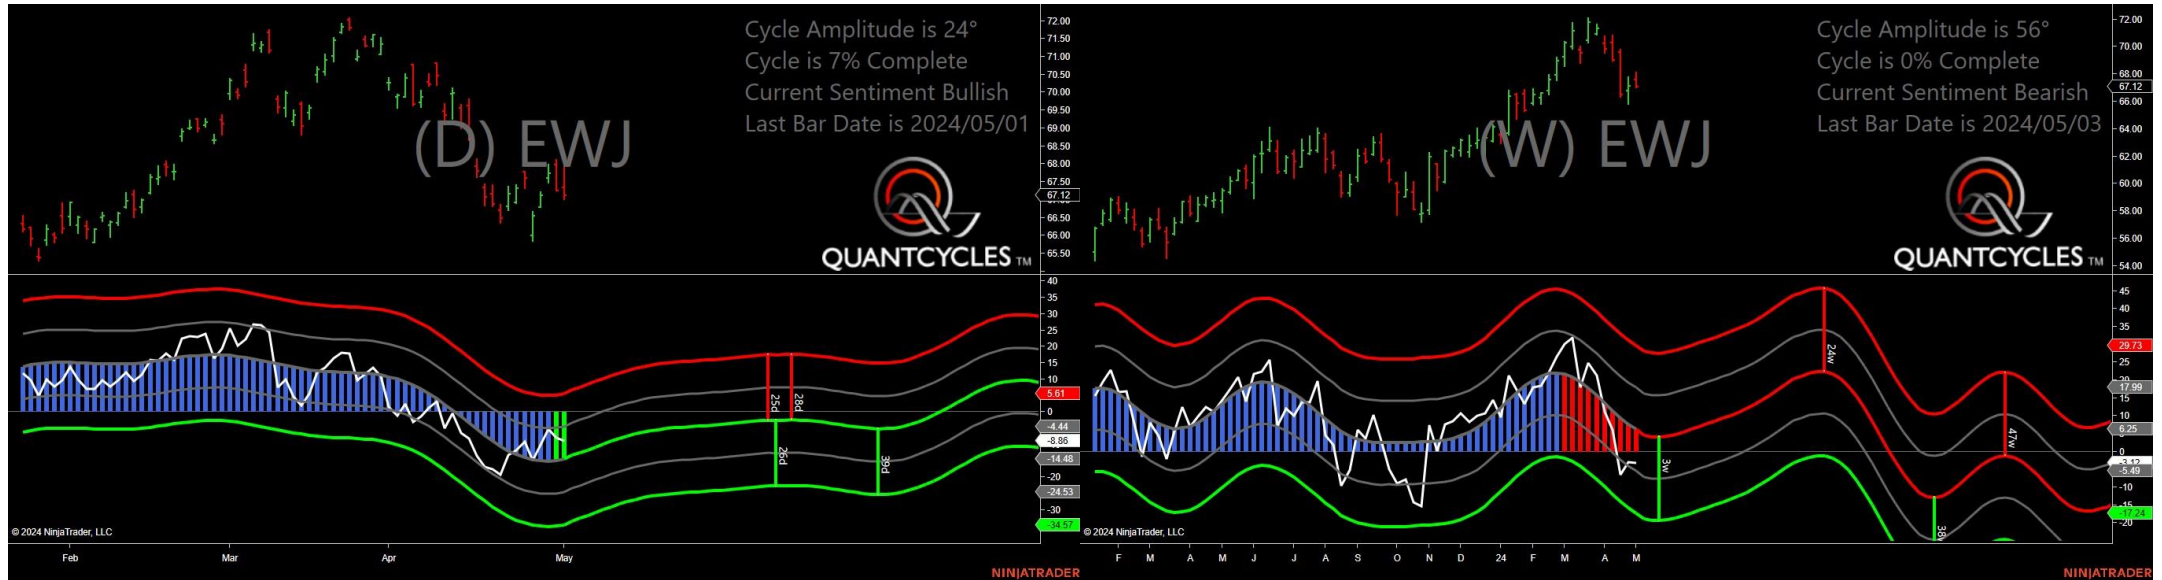 Cycle Amplitude is 24°
Cycle is 7% Complete
Current Sentiment Bullish
Last Bar Date is 2024/05/01
(D) EWJ
QUANTCYCLES TM
72.00
71.50
71.00
70.50
70.00
69.50
69.00
68.50
68.00
67.50
67.12
66.50
66.00
65.50
40
35
30
25
20
15
10
5.61
0
-4.44
-8.86
-14.48
-20
-24.53
-30
-34.57
25d
28d
26d
39d
© 2024 NinjaTrader, LLC
Feb Mar Apr May
NINJATRADER
Cycle Amplitude is 56°
Cycle is 0% Complete
Current Sentiment Bearish
Last Bar Date is 2024/05/03
(W) EWJ
QUANTCYCLES TM
72.00
70.00
68.00
67.12
66.00
64.00
62.00
60.00
58.00
56.00
54.00
45
40
35
29.73
25
20
17.99
15
10
6.25
0
-3.12
-5.49
-10
-15
-17.24
-20
24w
47w
3w
© 2024 NinjaTrader, LLC
F M A M J J A S O N D 24 F M A M
NINJATRADER